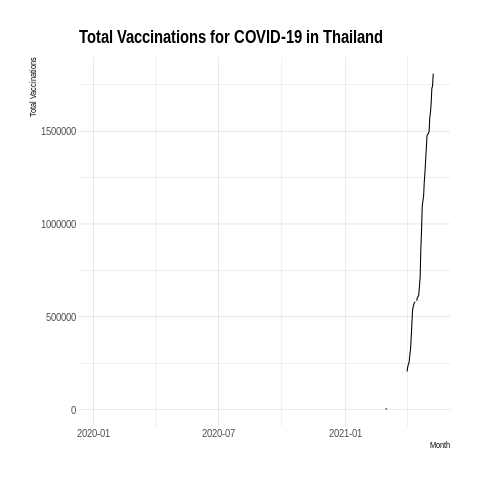 Total Vaccinations for COVID-19 in Thailand
Total Vaccinations
1500000
1000000
500000
0
2020-01 2020-07 2021-01
Month